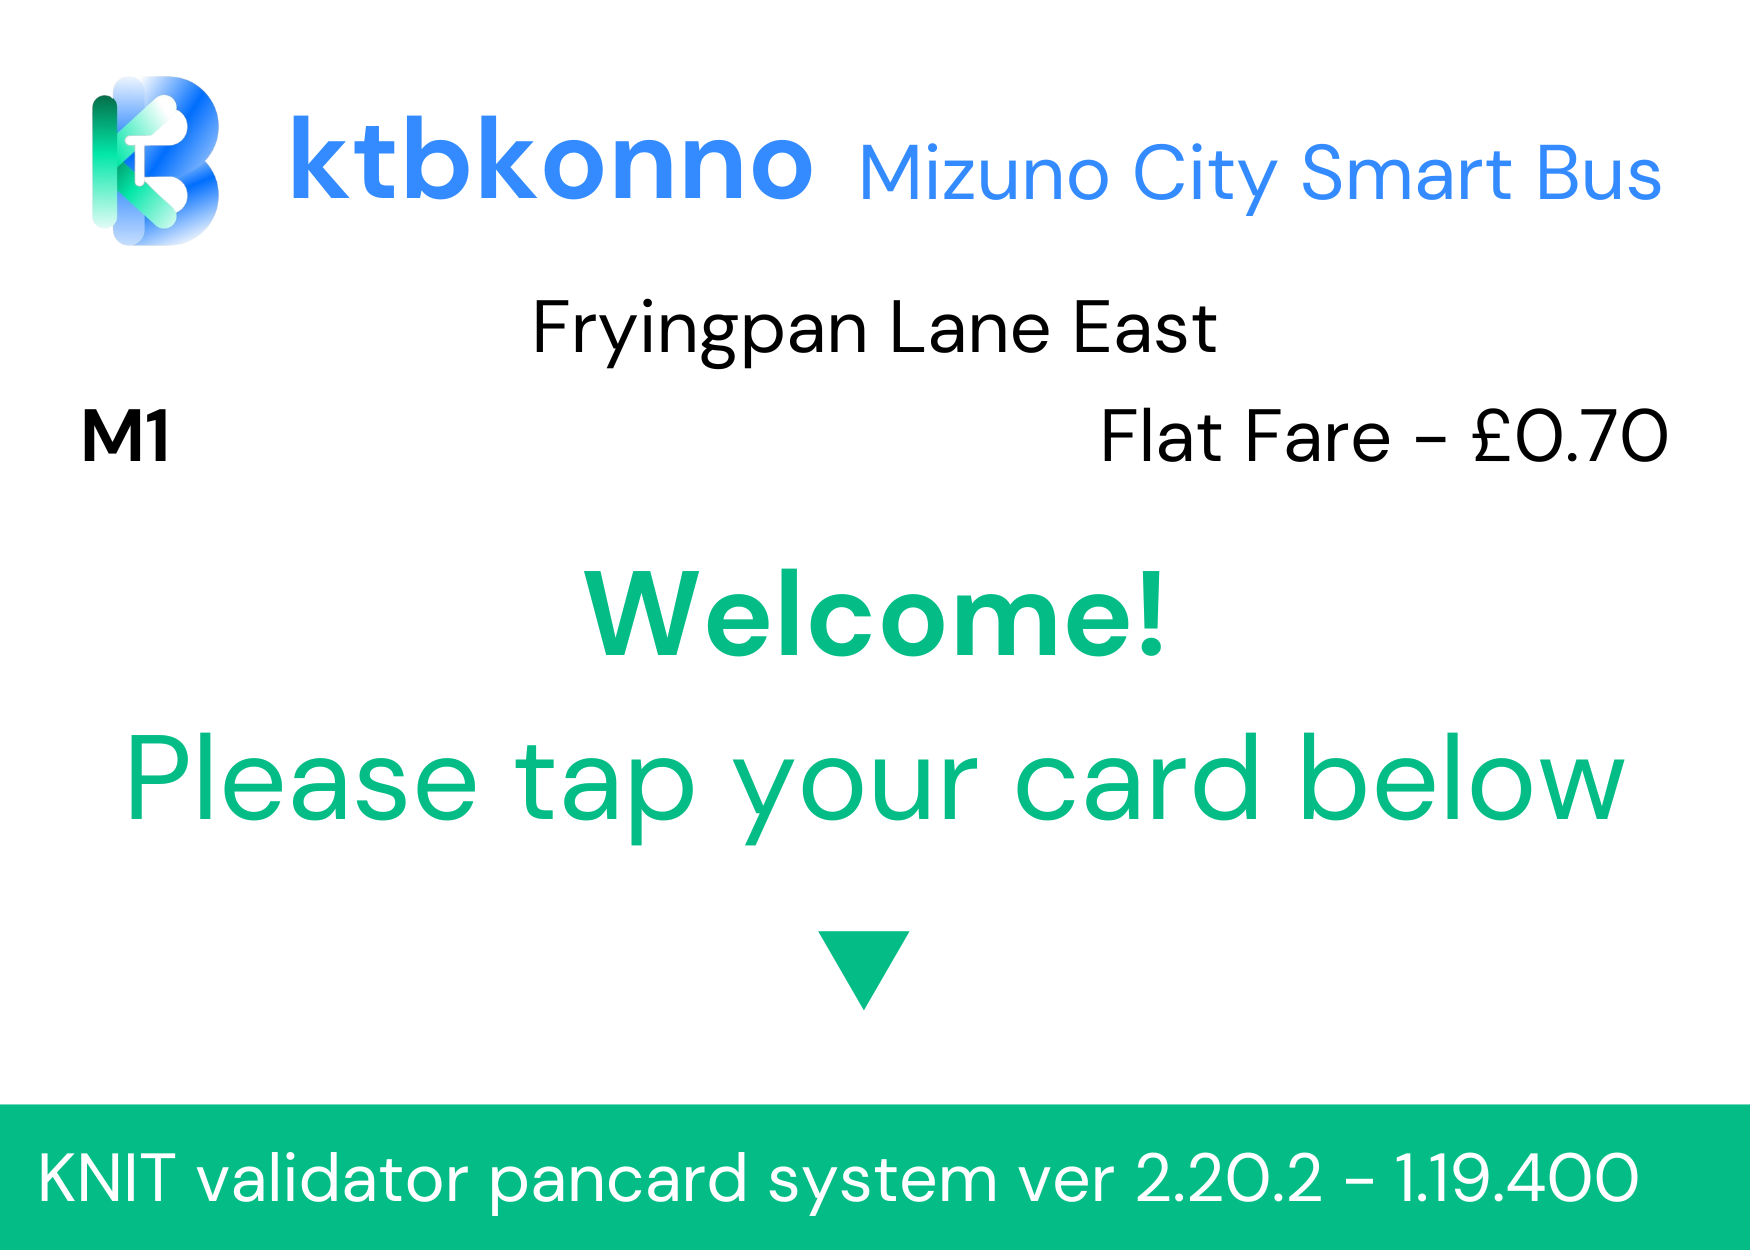 ktbkonno Mizuno City Smart Bus
Fryingpan Lane East
M1 Flat Fare - £0.70
Welcome!
Please tap your card below
KNIT validator pancard system ver 2.20.2 - 1.19.400